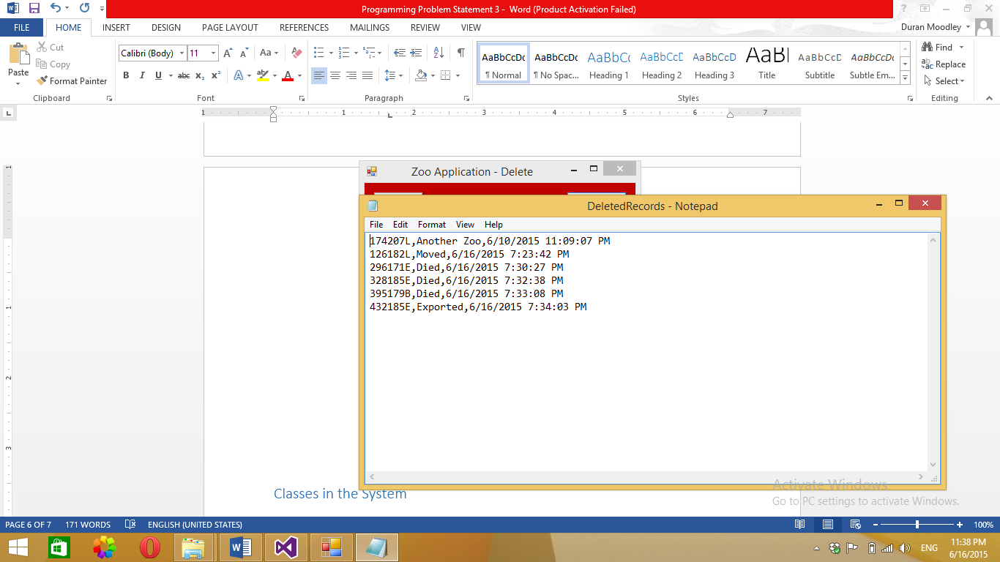 Programming Problem Statement 3 - Word (Product Activation Failed)
FILE HOME INSERT DESIGN PAGE LAYOUT REFERENCES MAILINGS REVIEW VIEW Duran Moodley
Paste
Cut
Copy
Format Painter
Clipboard
Calibri (Body) 11
Font
Paragraph
AaBbCcDc AaBbCcDc AaBbCc AaBbCcD AaBbCcD AaBl AaBbCcD AaBbCcDc
¶ Normal ¶ No Spac... Heading 1 Heading 2 Heading 3 Title Subtitle Subtle Em...
Styles
Find
Replace
Select
Editing
1 1 2 3 4 5 6 7
Zoo Application - Delete
DeletedRecords - Notepad
File Edit Format View Help
174207L,Another Zoo,6/10/2015 11:09:07 PM
126182L,Moved,6/16/2015 7:23:42 PM
296171E,Died,6/16/2015 7:30:27 PM
328185E,Died,6/16/2015 7:32:38 PM
395179B,Died,6/16/2015 7:33:08 PM
432185E,Exported,6/16/2015 7:34:03 PM
Classes in the System
Activate Windows
Go to PC settings to activate Windows.
PAGE 6 OF 7 171 WORDS ENGLISH (UNITED STATES) 100%
ENG
11:38 PM
6/16/2015